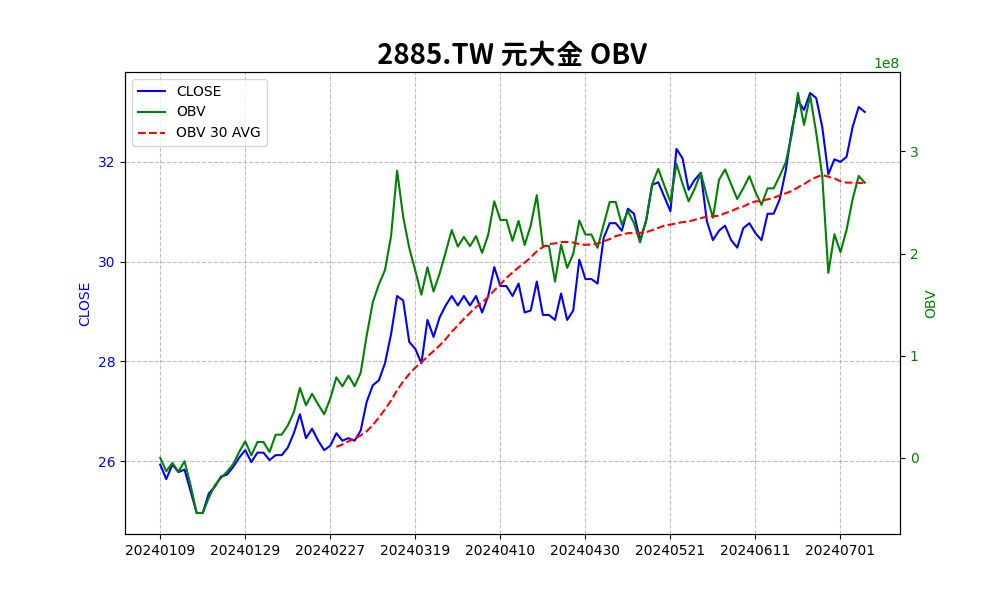 2885.TW 元大金 OBV
1e8
CLOSE
OBV
OBV 30 AVG
32
30
28
26
CLOSE
3
2
1
0
OBV
20240109 20240129 20240227 20240319 20240410 20240430 20240521 20240611 20240701